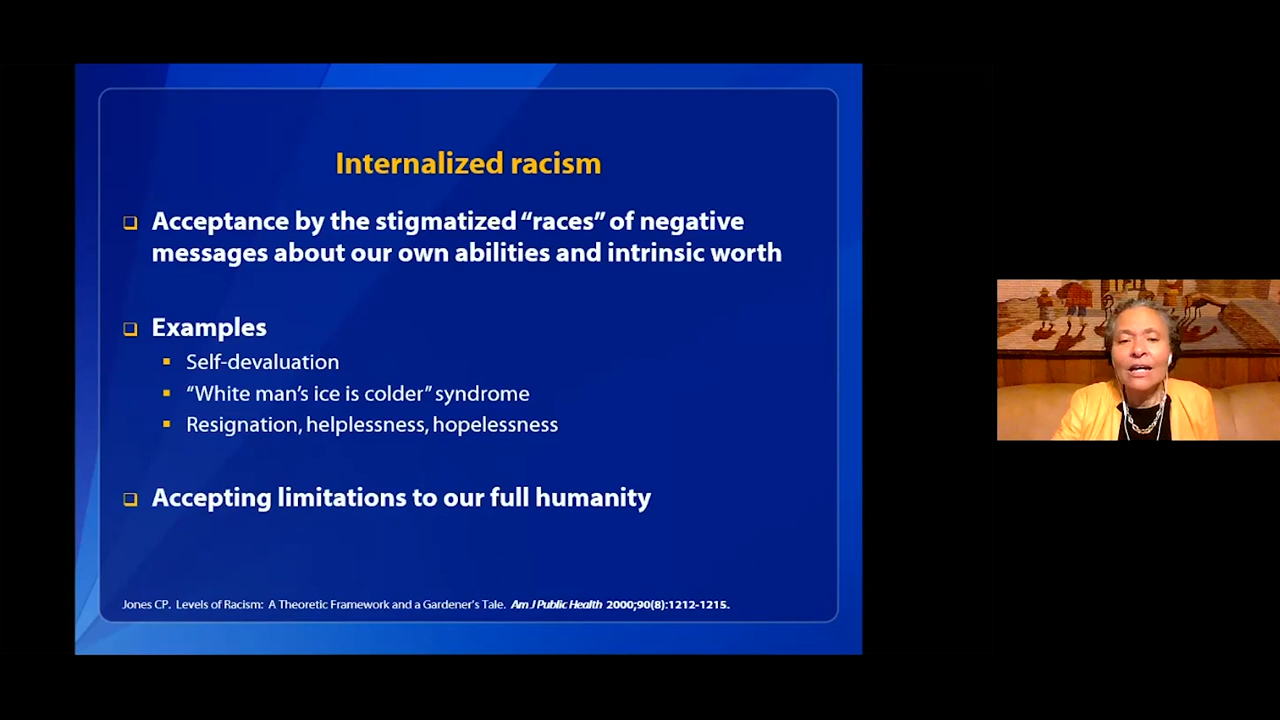 Internalized racism
❑ Acceptance by the stigmatized “races” of negative
messages about our own abilities and intrinsic worth
❑ Examples
▪ Self-devaluation
▪ “White man’s ice is colder” syndrome
▪ Resignation, helplessness, hopelessness
❑ Accepting limitations to our full humanity
Jones CP. Levels of Racism: A Theoretic Framework and a Gardener’s Tale. Am J Public Health 2000;90(8):1212-1215.